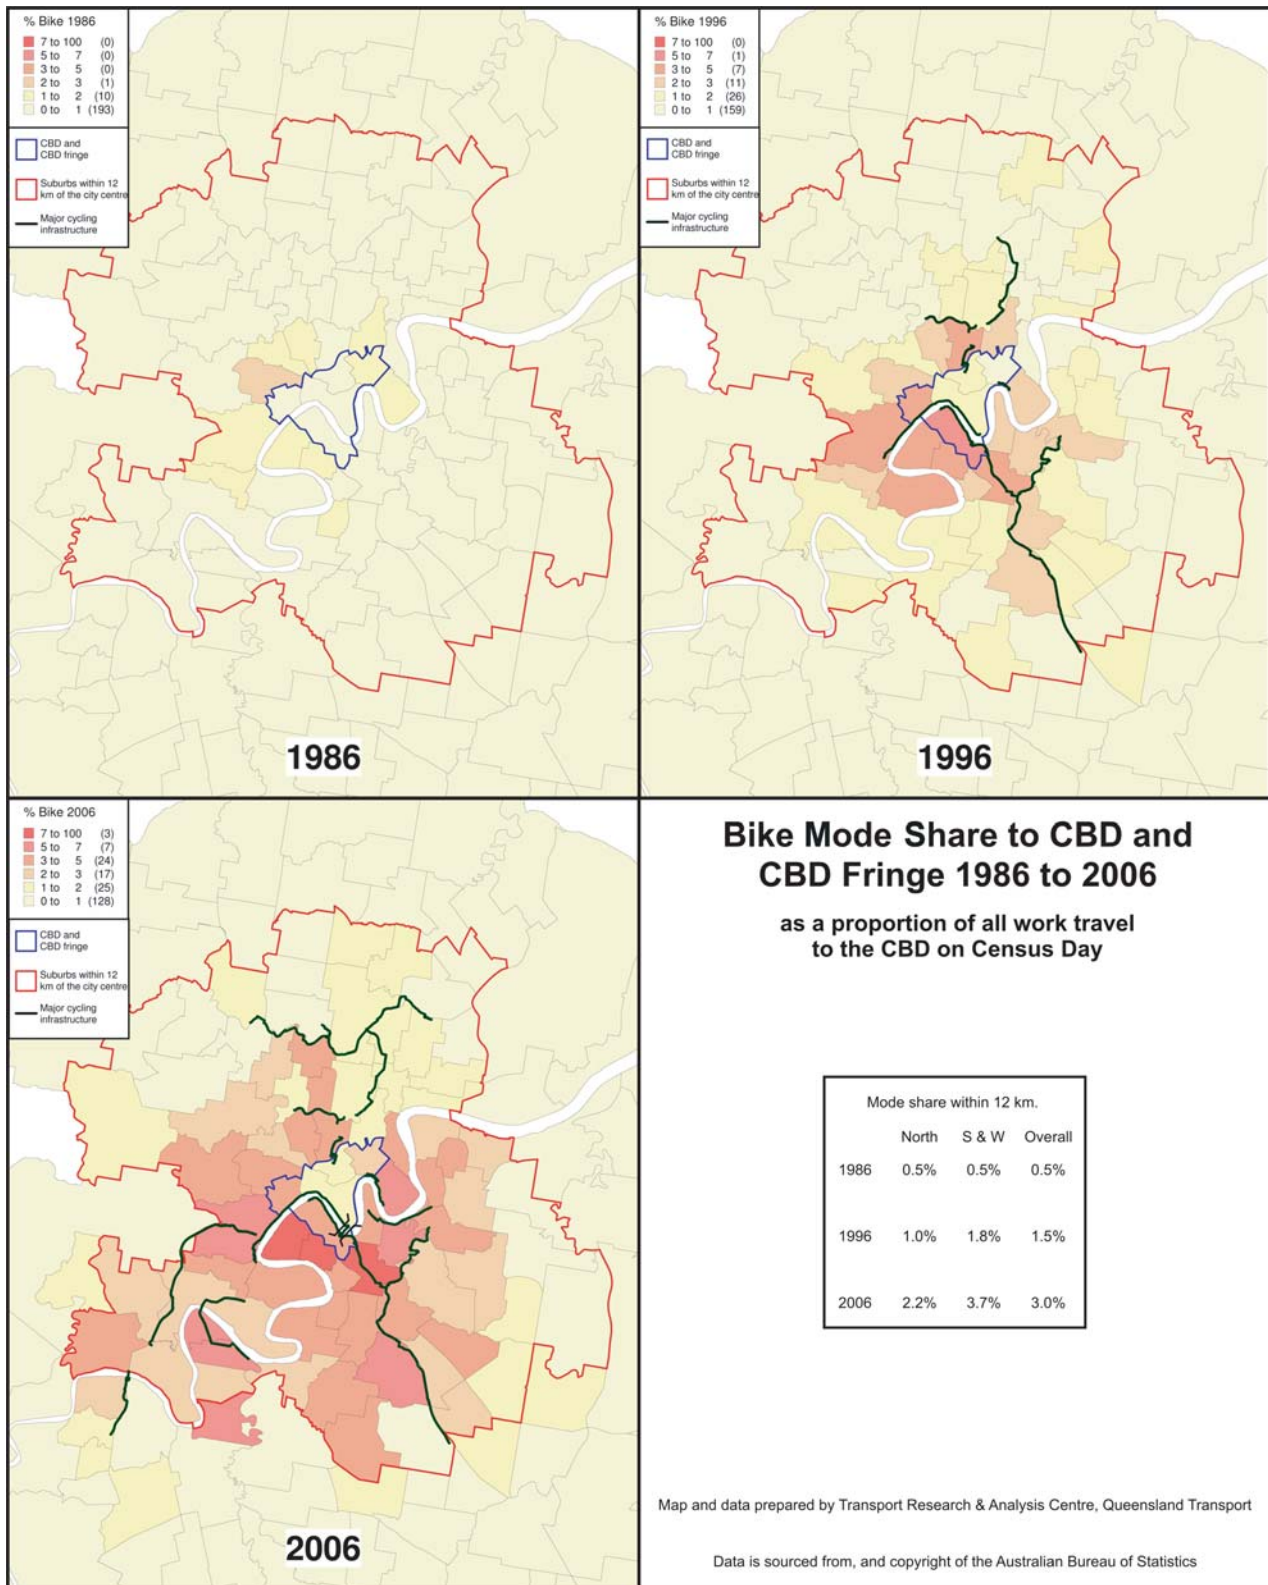 % Bike 1986
7 to 100 (0)
5 to 7 (0)
3 to 5 (0)
2 to 3 (1)
1 to 2 (10)
0 to 1 (193)
CBD and
CBD fringe
Suburbs within 12
km of the city centre
Major cycling
infrastructure
1986
% Bike 1996
7 to 100 (0)
5 to 7 (1)
3 to 5 (7)
2 to 3 (11)
1 to 2 (26)
0 to 1 (159)
CBD and
CBD fringe
Suburbs within 12
km of the city centre
Major cycling
infrastructure
1996
% Bike 2006
7 to 100 (3)
5 to 7 (7)
3 to 5 (24)
2 to 3 (17)
1 to 2 (25)
0 to 1 (128)
CBD and
CBD fringe
Suburbs within 12
km of the city centre
Major cycling
infrastructure
2006
Bike Mode Share to CBD and
CBD Fringe 1986 to 2006
as a proportion of all work travel
to the CBD on Census Day
Mode share within 12 km.
North S & W Overall
1986 0.5% 0.5% 0.5%
1996 1.0% 1.8% 1.5%
2006 2.2% 3.7% 3.0%
Map and data prepared by Transport Research & Analysis Centre, Queensland Transport
Data is sourced from, and copyright of the Australian Bureau of Statistics